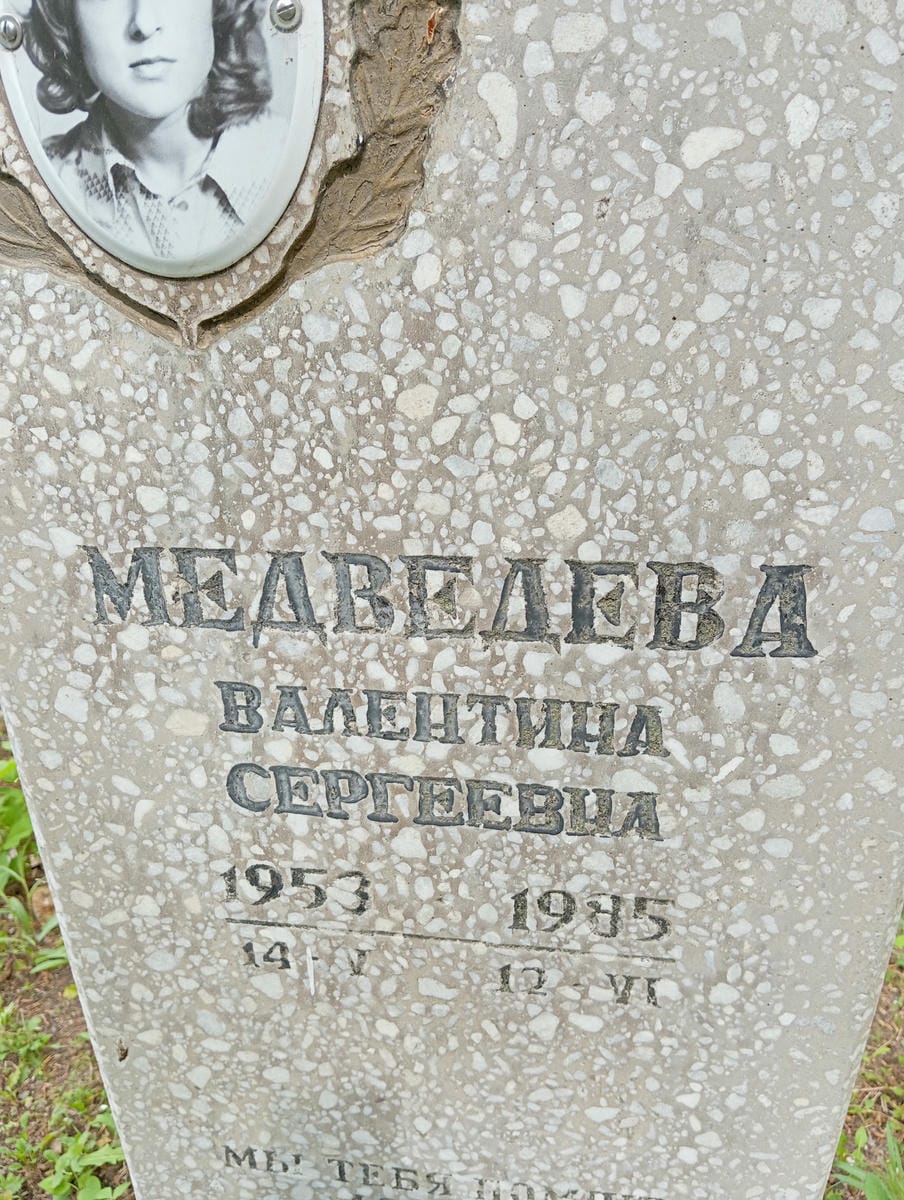 МЕДВЕДЕВА
ВАЛЕНТИНА
СЕРГЕЕВНА
1953 1985
14-V 12-VI
МЫ ТЕБЯ